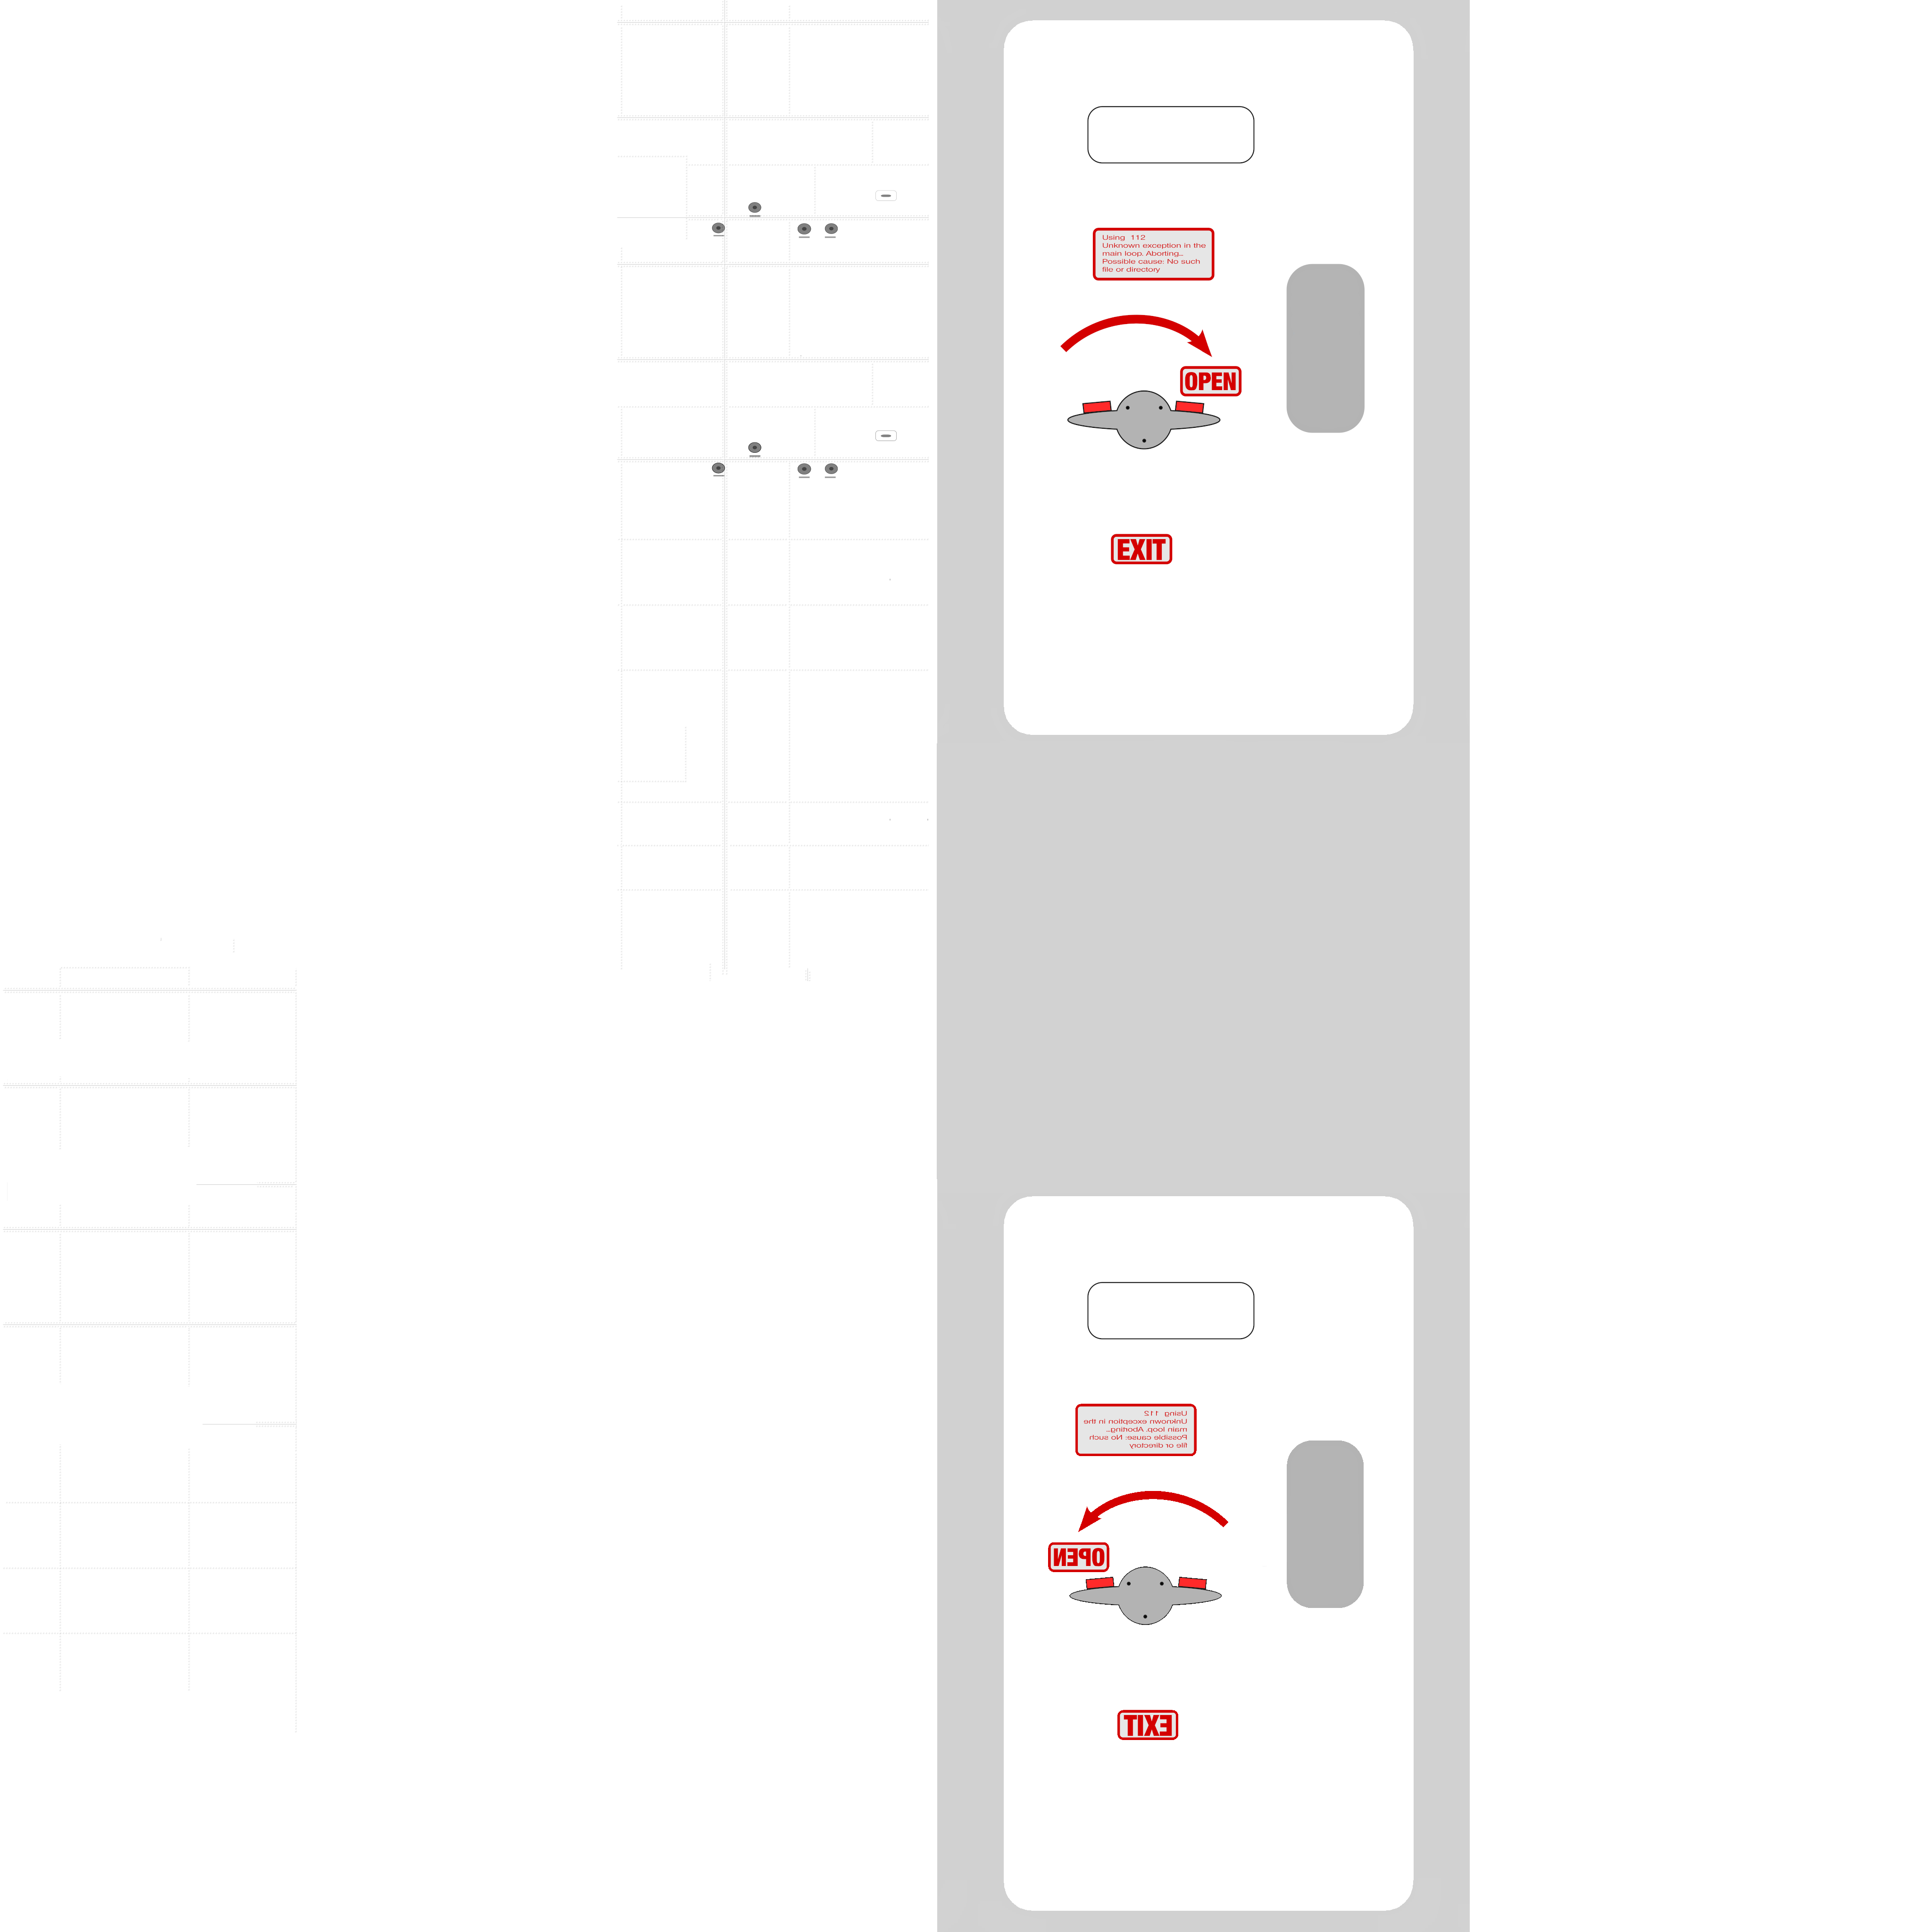 Using 112
Unknown exception in the
main loop. Aborting...
Possible cause: No such
file or directory
OPEN
EXIT
Using 112
Unknown exception in the
main loop. Aborting...
Possible cause: No such
file or directory
OPEN
EXIT